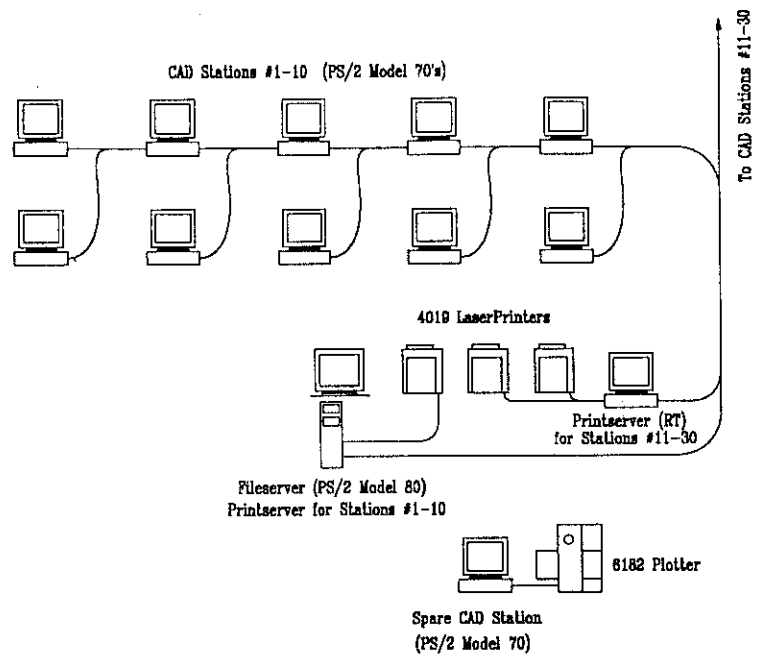 CAD Stations #1-10 (PS/2 Model 70's)
To CAD Stations #11-30
4019 LaserPrinters
Printserver (RT)
for Stations #11-30
Fileserver (PS/2 Model 80)
Printserver for Stations #1-10
6182 Plotter
Spare CAD Station
(PS/2 Model 70)